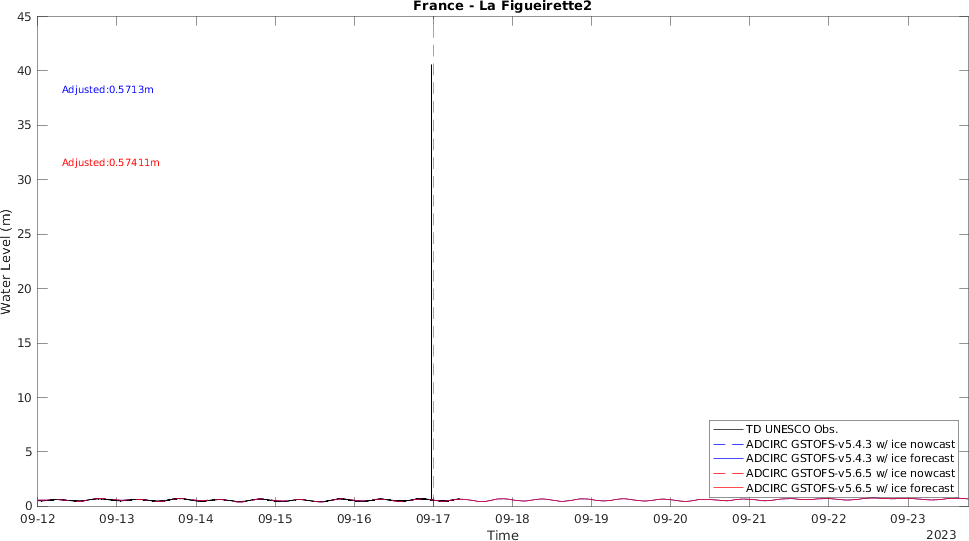 France - La Figueirette2
45
40
35
30
25
20
15
10
5
0
Water Level (m)
Adjusted:0.5713m
Adjusted:0.57411m
TD UNESCO Obs.
ADCIRC GSTOFS-v5.4.3 w/ ice nowcast
ADCIRC GSTOFS-v5.4.3 w/ ice forecast
ADCIRC GSTOFS-v5.6.5 w/ ice nowcast
ADCIRC GSTOFS-v5.6.5 w/ ice forecast
09-12 09-13 09-14 09-15 09-16 09-17 09-18 09-19 09-20 09-21 09-22 09-23
Time
2023